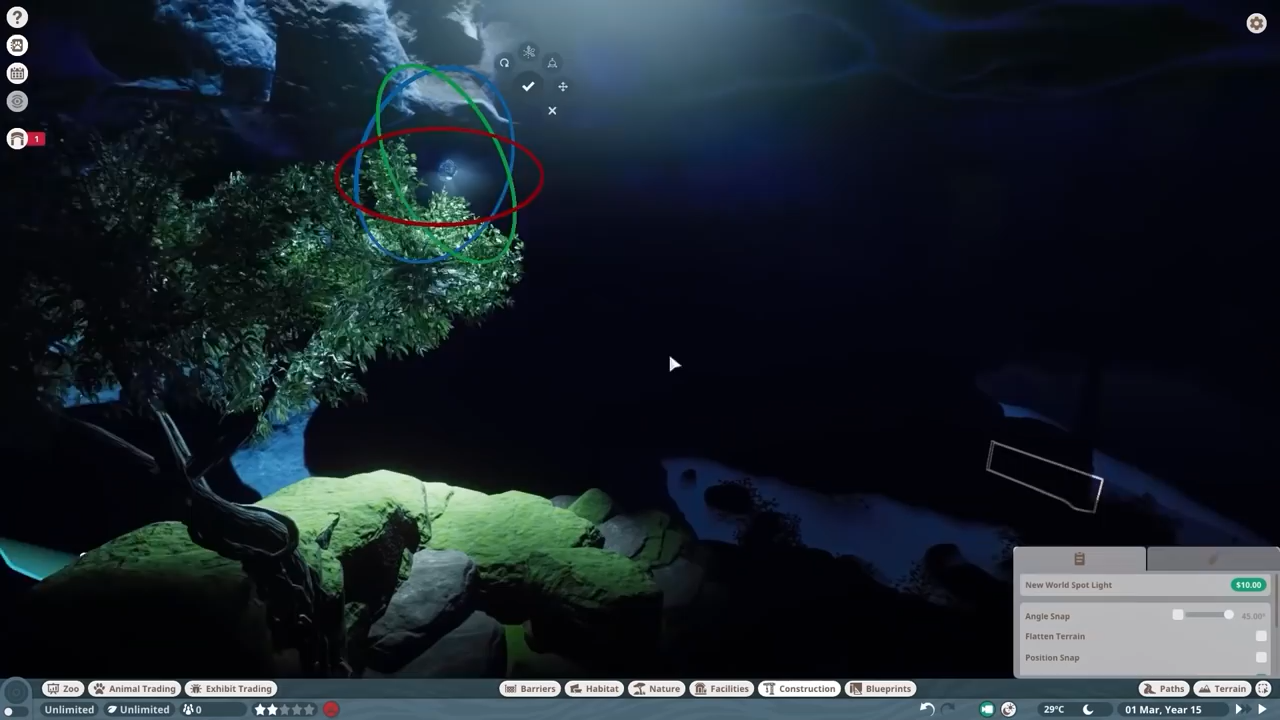 1
New World Spot Light $10.00
Angle Snap 45.00°
Flatten Terrain
Position Snap
Zoo Animal Trading Exhibit Trading Barriers Habitat Nature Facilities Construction Blueprints Paths Terrain
Unlimited Unlimited 0 29°C 01 Mar, Year 15